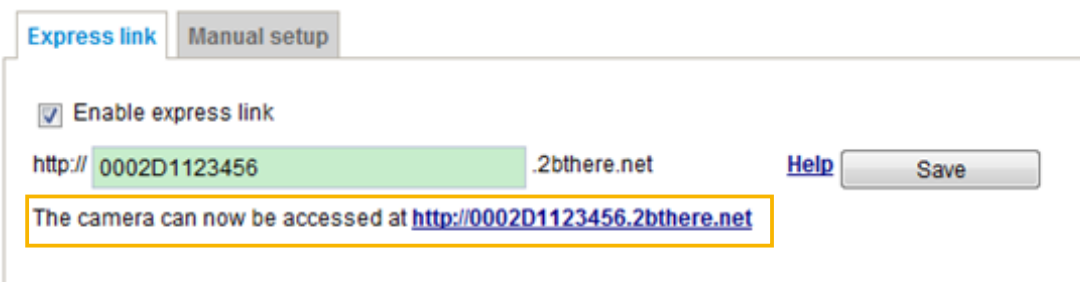 Express link Manual setup
Enable express link
http:// 0002D1123456 .2bthere.net Help Save
The camera can now be accessed at http://0002D1123456.2bthere.net